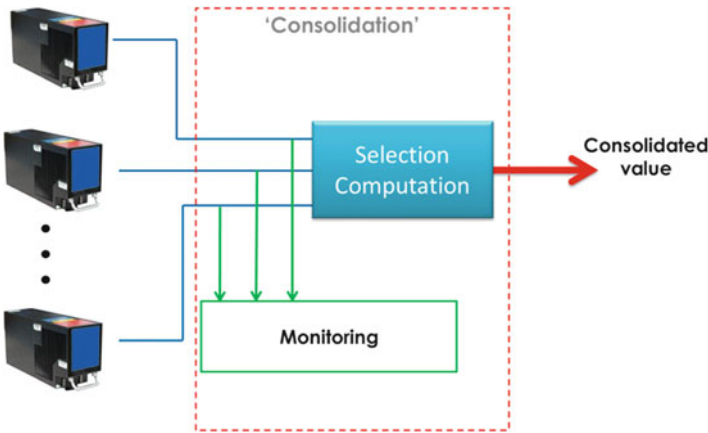 'Consolidation'
Selection
Computation
Consolidated
value
Monitoring